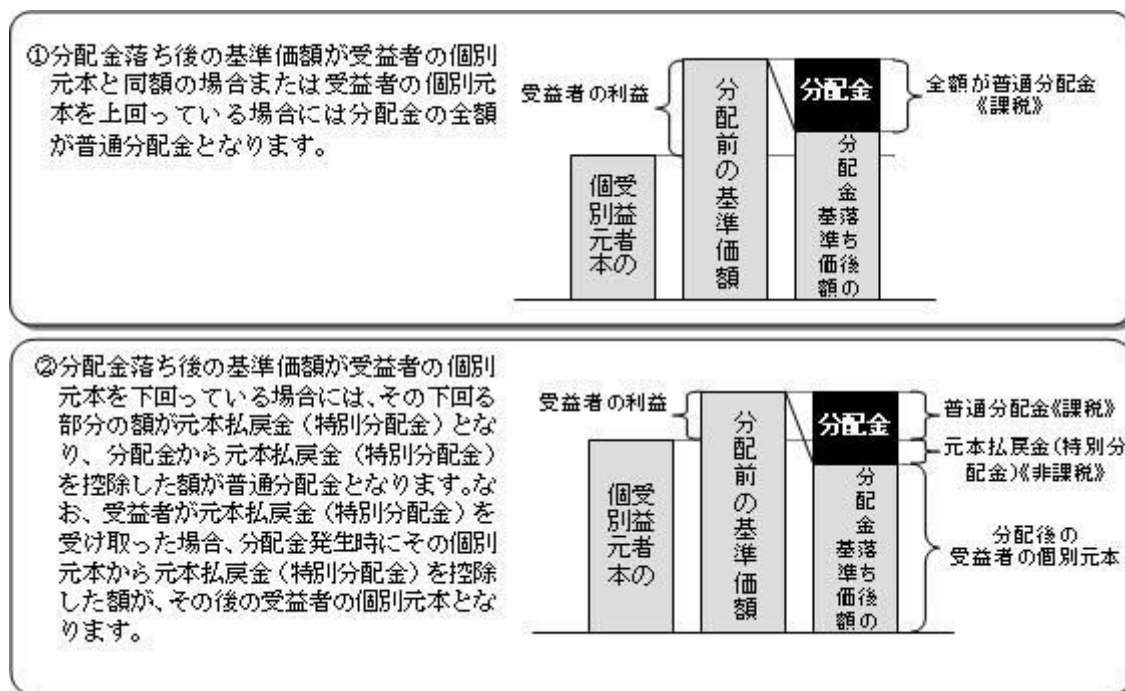 ①分配金落ち後の基準価額が受益者の個別
元本と同額の場合または受益者の個別元
本を上回っている場合には分配金の全額
が普通分配金となります。
受益者の利益
受益者の
個別元本
分配前の基準価額
分配金
分配金落ち後の
基準価額
全額が普通分配金
《課税》
②分配金落ち後の基準価額が受益者の個別
元本を下回っている場合には、その下回る
部分の額が元本払戻金(特別分配金)とな
り、分配金から元本払戻金(特別分配金)
を控除した額が普通分配金となります。な
お、受益者が元本払戻金(特別分配金)を
受け取った場合、分配金発生時にその個別
元本から元本払戻金(特別分配金)を控除
した額が、その後の受益者の個別元本とな
ります。
受益者の利益
受益者の
個別元本
分配前の基準価額
分配金
分配金落ち後の
基準価額
普通分配金《課税》
元本払戻金(特別分
配金)《非課税》
分配後の
受益者の個別元本